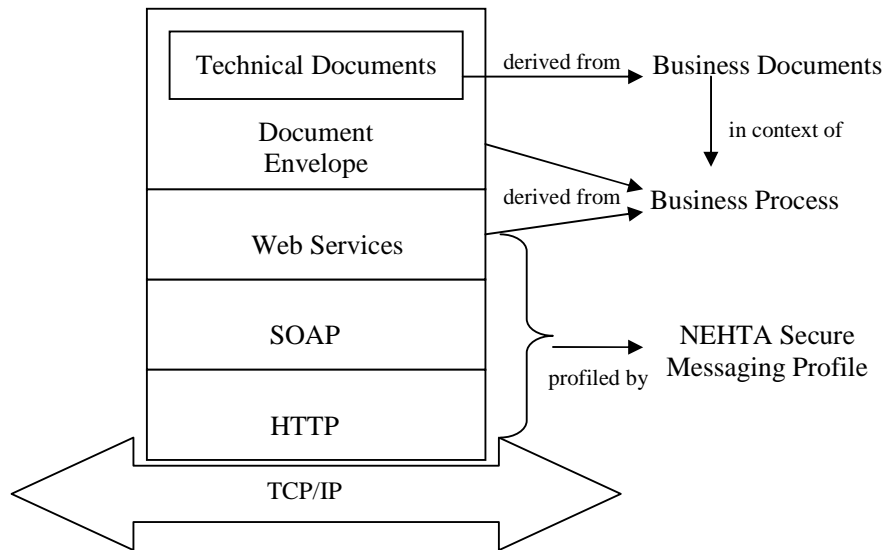 Technical Documents
derived from
Business Documents
Document
Envelope
in context of
derived from
Business Process
Web Services
SOAP
NEHTA Secure
Messaging Profile
profiled by
HTTP
TCP/IP